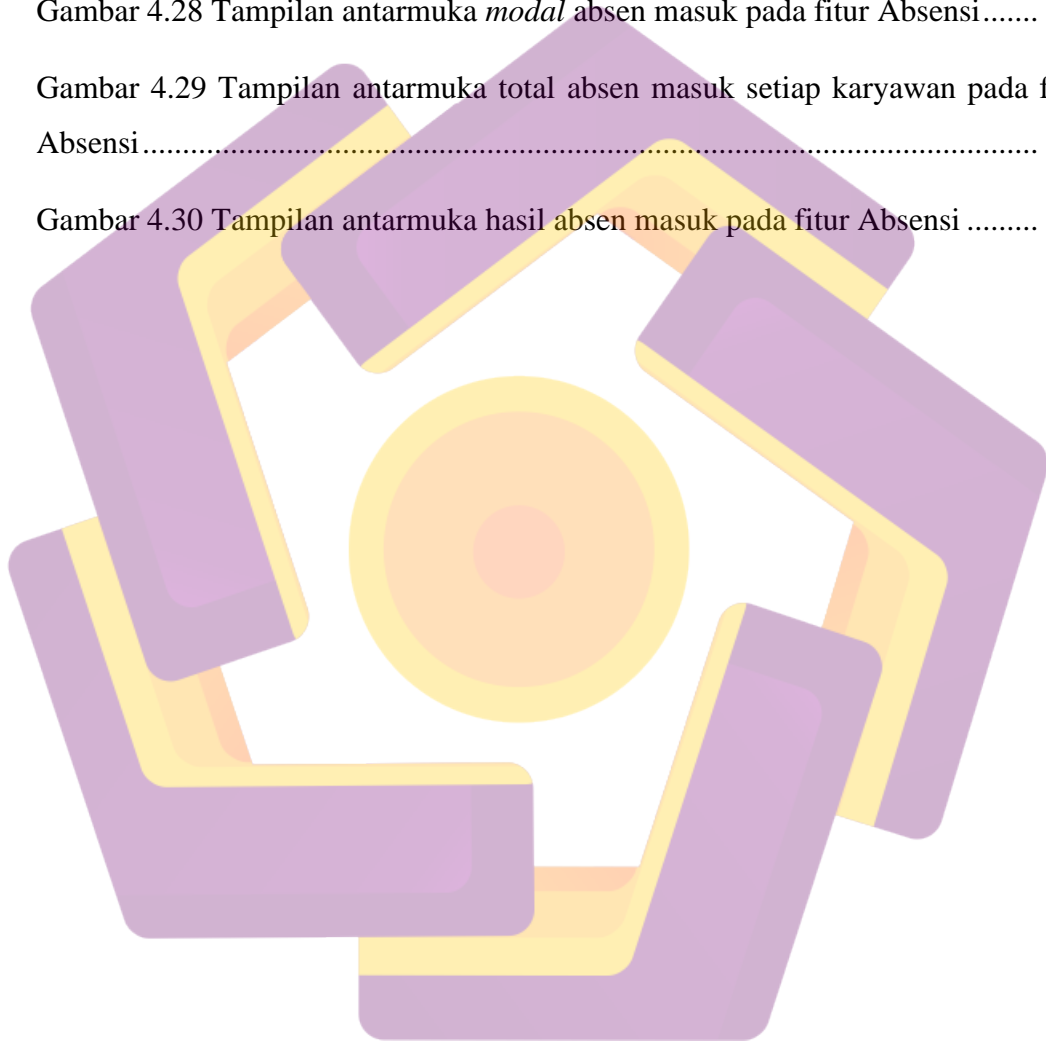 Gambar 4.28 Tampilan antarmuka modal absen masuk pada fitur Absensi.......
Gambar 4.29 Tampilan antarmuka total absen masuk setiap karyawan pada f
Absensi.................................................................................................
Gambar 4.30 Tampilan antarmuka hasil absen masuk pada fitur Absensi .........